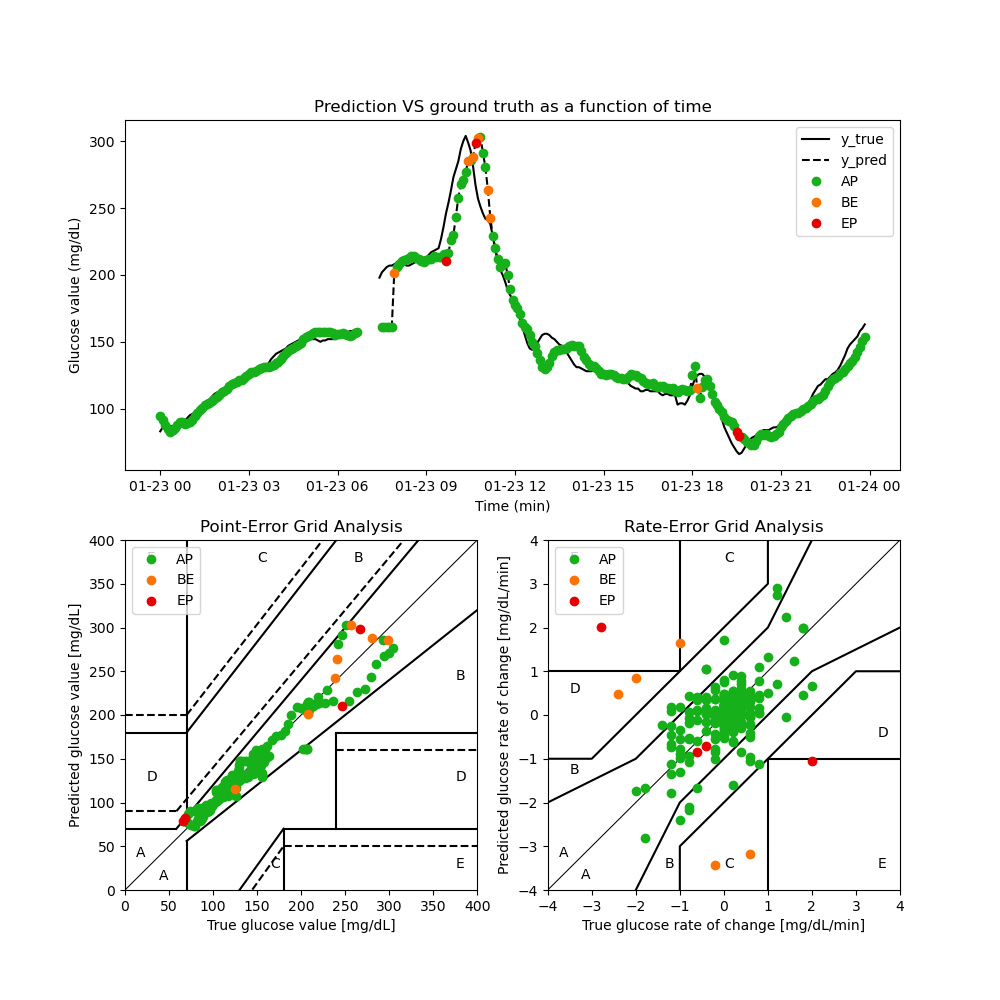 Prediction VS ground truth as a function of time
Glucose value (mg/dL)
300
250
200
150
100
y_true
y_pred
AP
BE
EP
01-23 00 01-23 03 01-23 06 01-23 09 01-23 12 01-23 15 01-23 18 01-23 21 01-24 00
Time (min)
Point-Error Grid Analysis
Predicted glucose value [mg/dL]
400
350
300
250
200
150
100
50
0
AP
BE
EP
C
B
B
D
D
A
A
C
E
0 50 100 150 200 250 300 350 400
True glucose value [mg/dL]
Rate-Error Grid Analysis
Predicted glucose rate of change [mg/dL/min]
4
3
2
1
0
−1
−2
−3
−4
AP
BE
EP
C
D
D
B
A
A
B
C
E
−4 −3 −2 −1 0 1 2 3 4
True glucose rate of change [mg/dL/min]